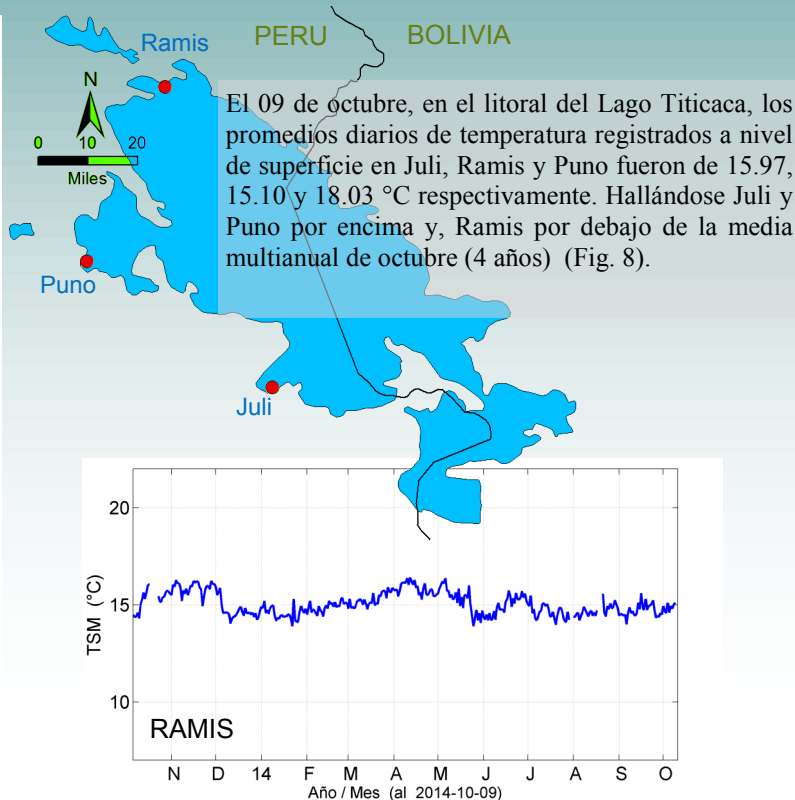 Ramis
PERU
BOLIVIA
N
0 10 20
Miles
El 09 de octubre, en el litoral del Lago Titicaca, los
promedios diarios de temperatura registrados a nivel
de superficie en Juli, Ramis y Puno fueron de 15.97,
15.10 y 18.03 °C respectivamente. Hallándose Juli y
Puno por encima y, Ramis por debajo de la media
multianual de octubre (4 años) (Fig. 8).
Puno
Juli
20
15
10
TSM (°C)
RAMIS
N D 14 F M A M J J A S O
Año / Mes (al 2014-10-09)